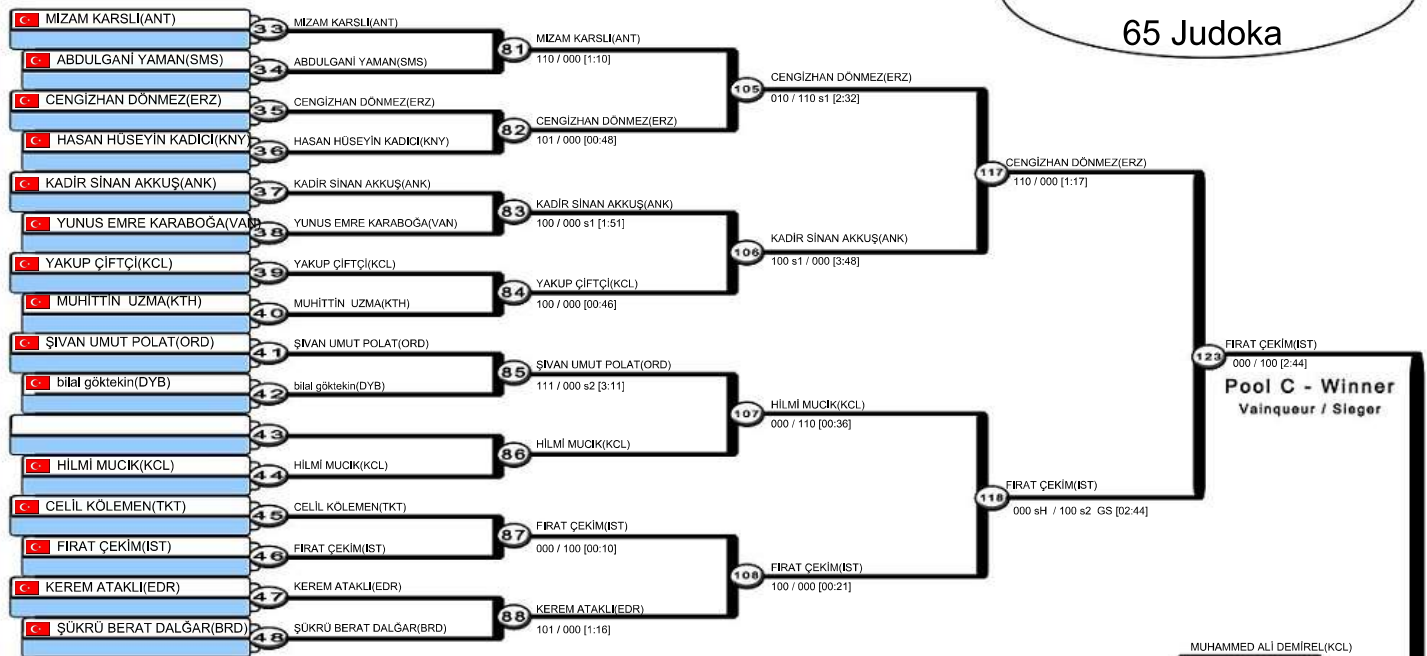 65 Judoka
MIZAM KARSLI(ANT)
ABDULGANİ YAMAN(SMS)
CENGİZHAN DÖNMEZ(ERZ)
HASAN HÜSEYİN KADICI(KNY)
KADİR SİNAN AKKUŞ(ANK)
YUNUS EMRE KARABOĞA(VAN)
YAKUP ÇİFTÇİ(KCL)
MUHİTTİN  UZMA(KTH)
ŞIVAN UMUT POLAT(ORD)
bilal göktekin(DYB)
HİLMİ MUCIK(KCL)
CELİL KÖLEMEN(TKT)
FIRAT ÇEKİM(IST)
KEREM ATAKLI(EDR)
ŞÜKRÜ BERAT DALĞAR(BRD)
33
34
35
36
37
38
39
40
41
42
43
44
45
46
47
48
MIZAM KARSLI(ANT)
ABDULGANİ YAMAN(SMS)
CENGİZHAN DÖNMEZ(ERZ)
HASAN HÜSEYİN KADICI(KNY)
KADİR SİNAN AKKUŞ(ANK)
YUNUS EMRE KARABOĞA(VAN)
YAKUP ÇİFTÇİ(KCL)
MUHİTTİN  UZMA(KTH)
ŞIVAN UMUT POLAT(ORD)
bilal göktekin(DYB)
HİLMİ MUCIK(KCL)
CELİL KÖLEMEN(TKT)
FIRAT ÇEKİM(IST)
KEREM ATAKLI(EDR)
ŞÜKRÜ BERAT DALĞAR(BRD)
81
MIZAM KARSLI(ANT)
110 / 000 [1:10]
82
CENGİZHAN DÖNMEZ(ERZ)
101 / 000 [00:48]
83
KADİR SİNAN AKKUŞ(ANK)
100 / 000 s1 [1:51]
84
YAKUP ÇİFTÇİ(KCL)
100 / 000 [00:46]
85
ŞIVAN UMUT POLAT(ORD)
111 / 000 s2 [3:11]
86
HİLMİ MUCIK(KCL)
87
FIRAT ÇEKİM(IST)
000 / 100 [00:10]
88
KEREM ATAKLI(EDR)
101 / 000 [1:16]
105
CENGİZHAN DÖNMEZ(ERZ)
010 / 110 s1 [2:32]
106
KADİR SİNAN AKKUŞ(ANK)
100 s1 / 000 [3:48]
107
HİLMİ MUCIK(KCL)
000 / 110 [00:36]
108
FIRAT ÇEKİM(IST)
100 / 000 [00:21]
117
CENGİZHAN DÖNMEZ(ERZ)
110 / 000 [1:17]
118
FIRAT ÇEKİM(IST)
000 sH  / 100 s2  GS [02:44]
123
FIRAT ÇEKİM(IST)
000 / 100 [2:44]
Pool C - Winner
Vainqueur / Sieger
MUHAMMED ALİ DEMİREL(KCL)